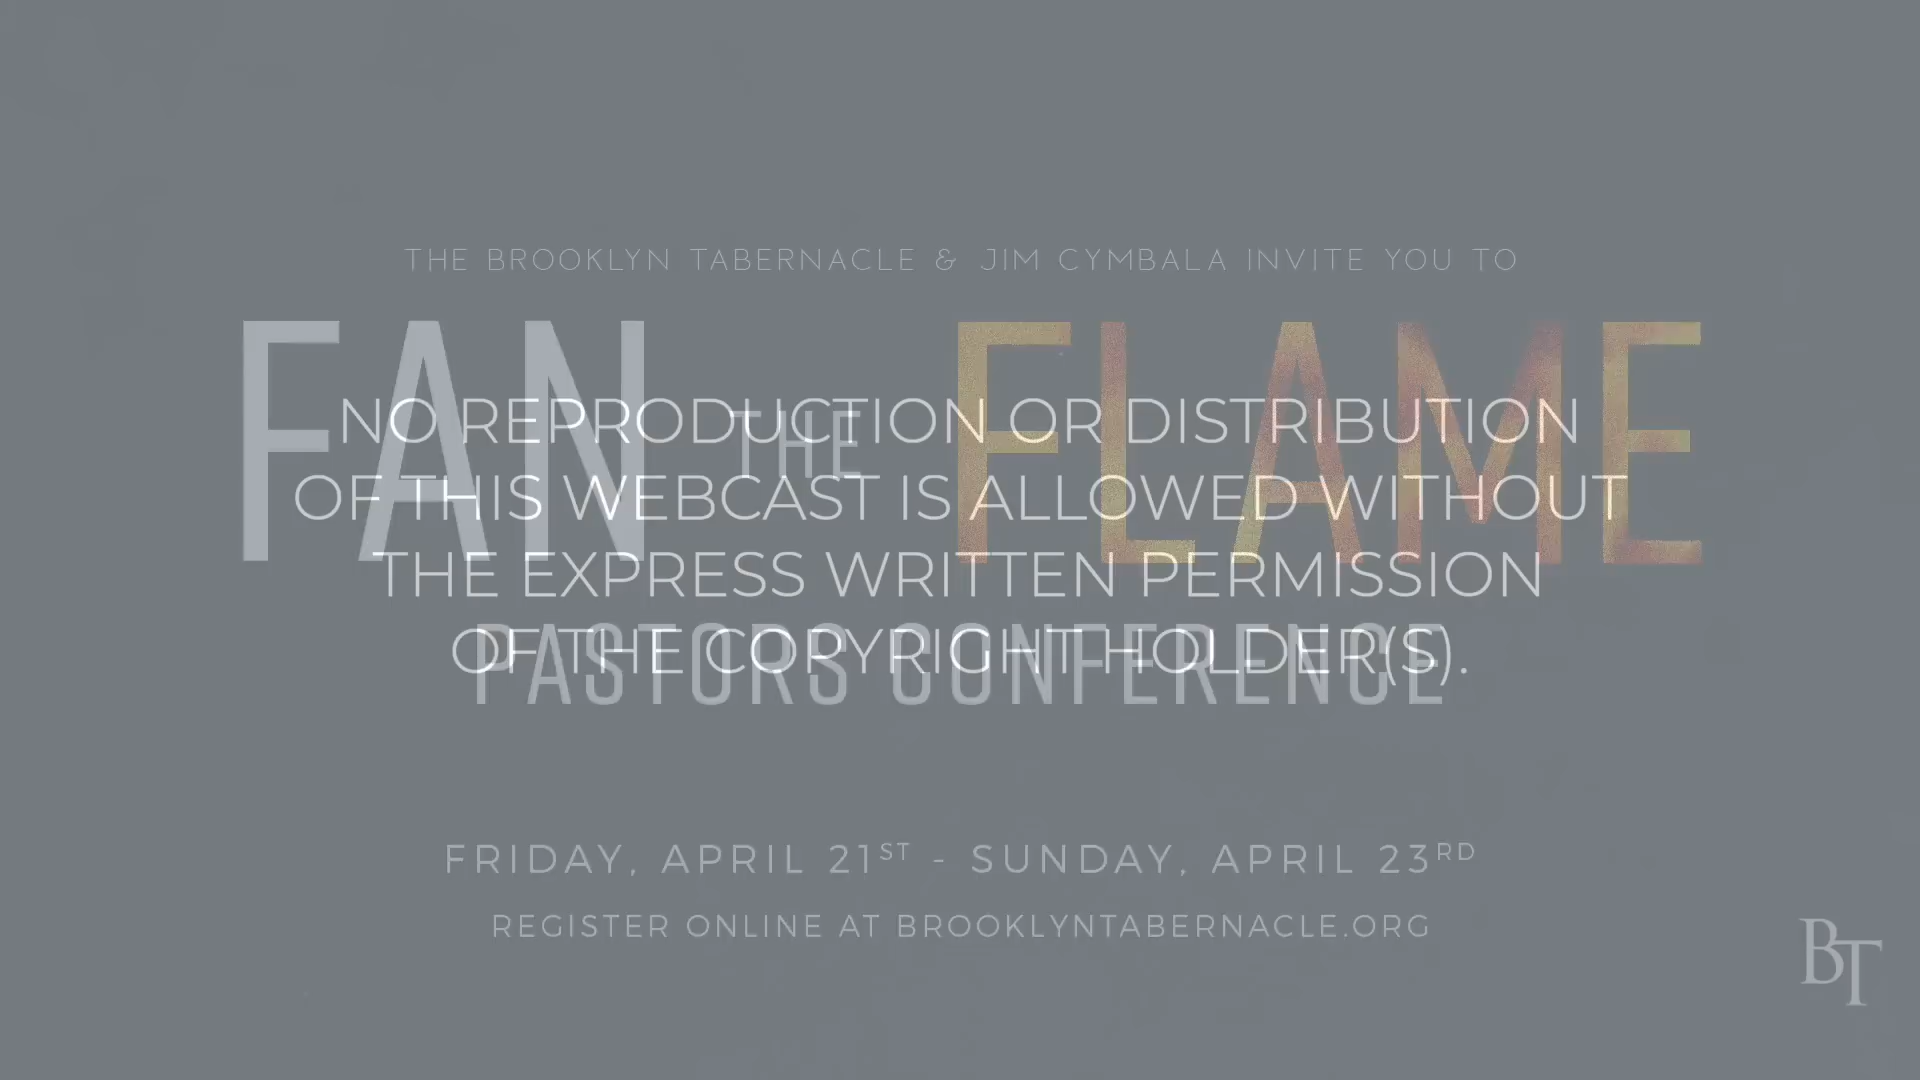 THE BROOKLYN TABERNACLE & JIM CYMBALA INVITE YOU TO
FAN THE FLAME
PASTORS CONFERENCE
NO REPRODUCTION OR DISTRIBUTION
OF THIS WEBCAST IS ALLOWED WITHOUT
THE EXPRESS WRITTEN PERMISSION
OF THE COPYRIGHT HOLDER(S).
FRIDAY, APRIL 21ST - SUNDAY, APRIL 23RD
REGISTER ONLINE AT BROOKLYNTABERNACLE.ORG
BT